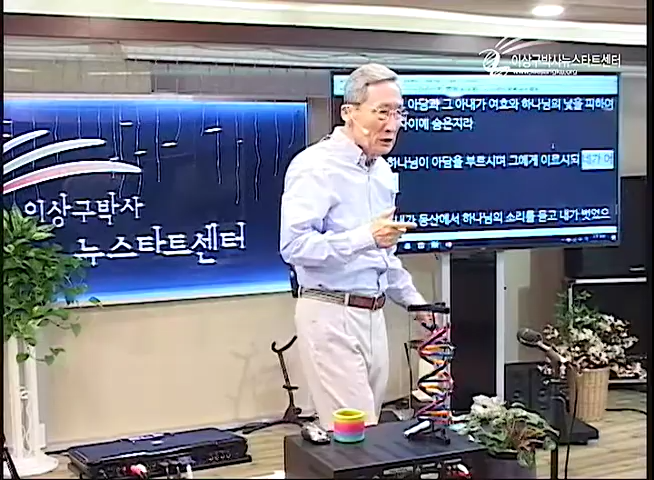 이상구박사뉴스타트센터
아담과 그 아내가 여호와 하나님의 낯을 피하여
사이에 숨은지라
하나님이 아담을 부르시며 그에게 이르시되 네가 어
내가 동산에서 하나님의 소리를 듣고 내가 벗었으
이상구박사
뉴스타트센터